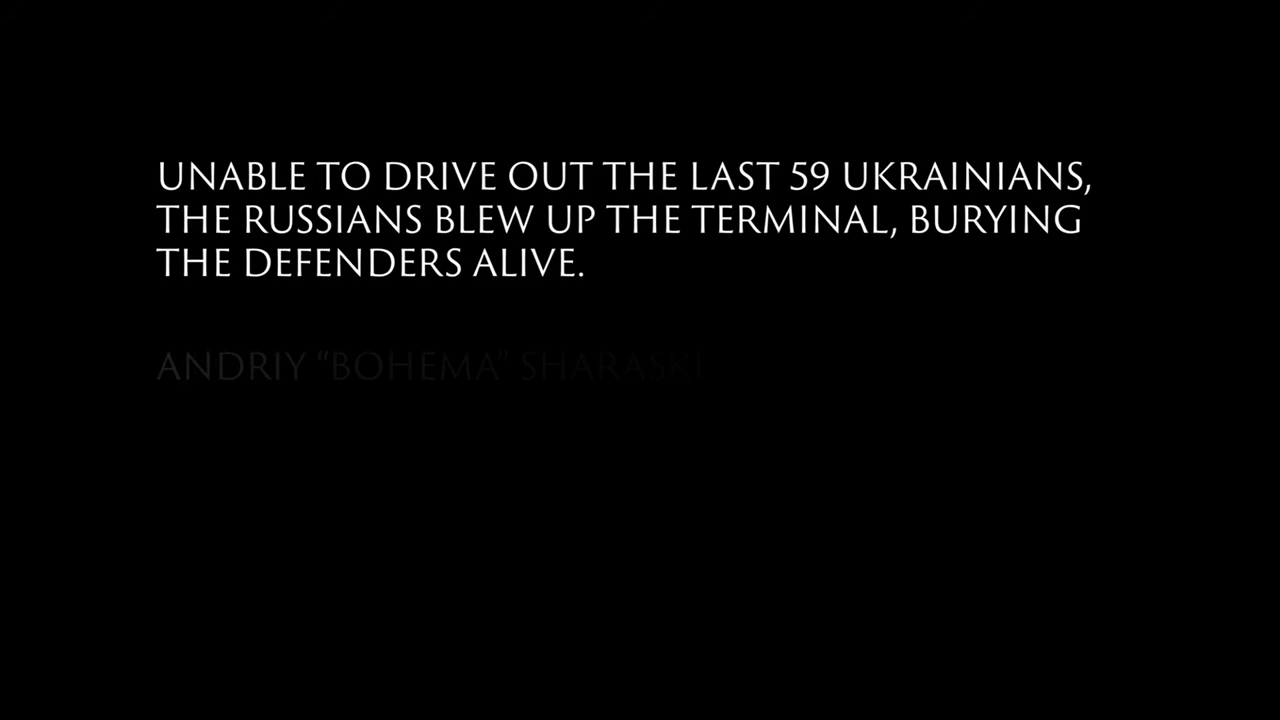 UNABLE TO DRIVE OUT THE LAST 59 UKRAINIANS,
THE RUSSIANS BLEW UP THE TERMINAL, BURYING
THE DEFENDERS ALIVE.
ANDRIY “BOHEMA” SHARASKI